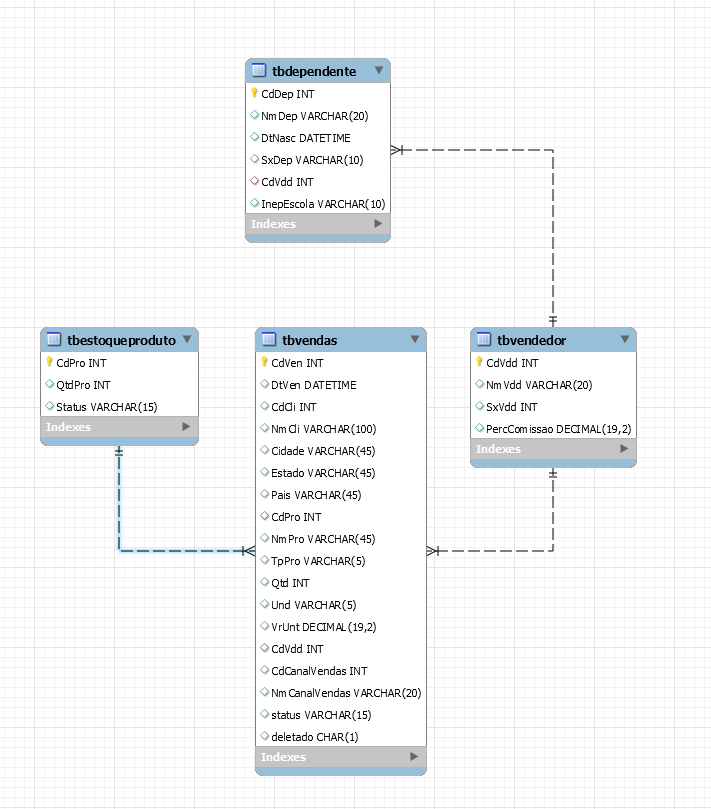 tbdependente
CdDep INT
NmDep VARCHAR(20)
DtNasc DATETIME
SxDep VARCHAR(10)
CdVdd INT
InepEscola VARCHAR(10)
Indexes
tbestoqueproduto
CdPro INT
QtdPro INT
Status VARCHAR(15)
Indexes
tbvendas
CdVen INT
DtVen DATETIME
CdCli INT
NmCli VARCHAR(100)
Cidade VARCHAR(45)
Estado VARCHAR(45)
Pais VARCHAR(45)
CdPro INT
NmPro VARCHAR(45)
TpPro VARCHAR(5)
Qtd INT
Und VARCHAR(5)
VrUnt DECIMAL(19,2)
CdVdd INT
CdCanalVendas INT
NmCanalVendas VARCHAR(20)
status VARCHAR(15)
deletado CHAR(1)
Indexes
tbvendedor
CdVdd INT
NmVdd VARCHAR(20)
SxVdd INT
PercComissao DECIMAL(19,2)
Indexes